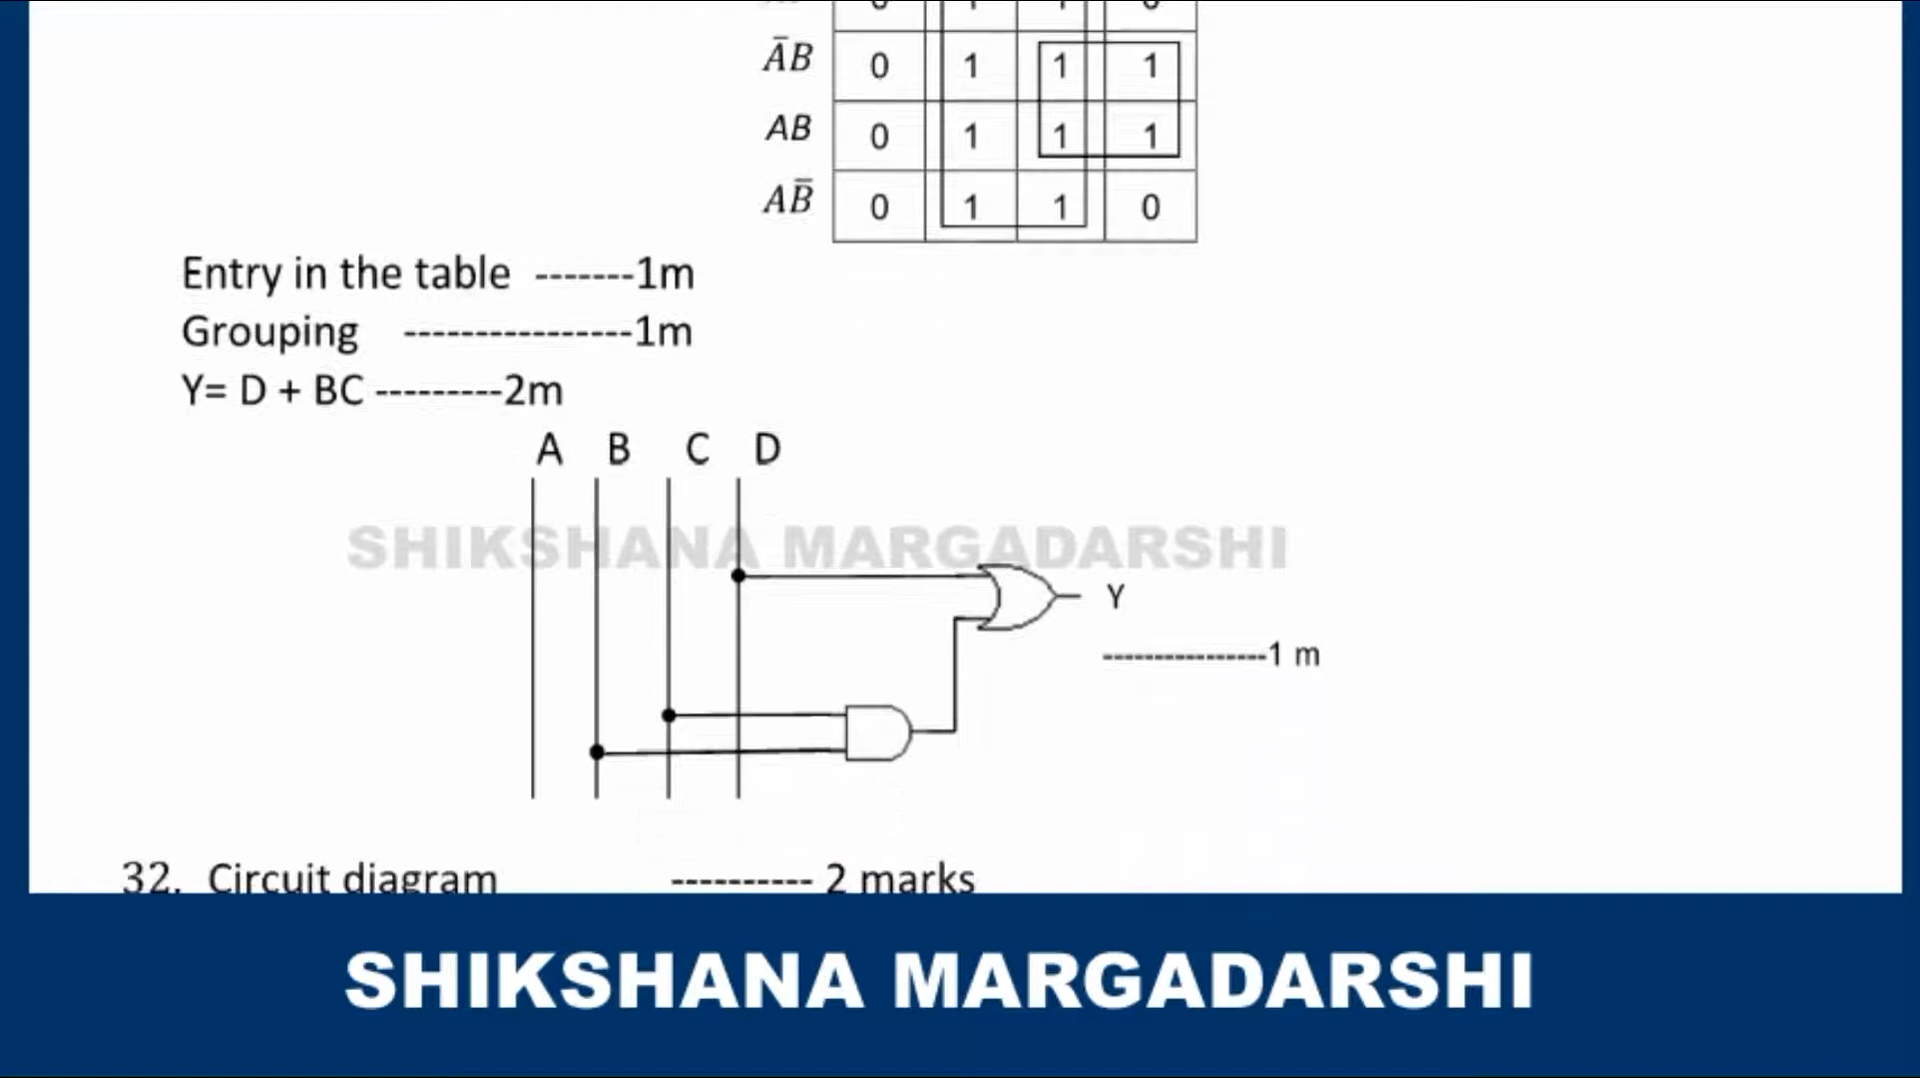 A̅B 0 1 1 1
AB 0 1 1 1
AB̅ 0 1 1 0
Entry in the table -------1m
Grouping ----------------1m
Y= D + BC ---------2m
A B C D
SHIKSHANA MARGADARSHI
Y
----------------1 m
32. Circuit diagram ---------- 2 marks
SHIKSHANA MARGADARSHI